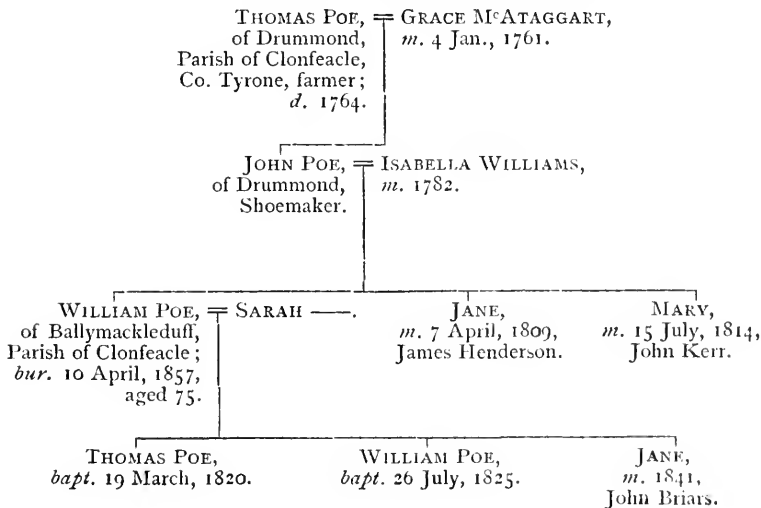 THOMAS POE, = GRACE McATAGGART,
of Drummond, m. 4 Jan., 1761.
Parish of Clonfeacle,
Co. Tyrone, farmer;
d. 1764.
JOHN POE, = ISABELLA WILLIAMS,
of Drummond, m. 1782.
Shoemaker.
WILLIAM POE, = SARAH ——.
of Ballymackleduff,
Parish of Clonfeacle;
bur. 10 April, 1857,
aged 75.
JANE,
m. 7 April, 1809,
James Henderson.
MARY,
m. 15 July, 1814,
John Kerr.
THOMAS POE,
bapt. 19 March, 1820.
WILLIAM POE,
bapt. 26 July, 1825.
JANE,
m. 1841,
John Briars.